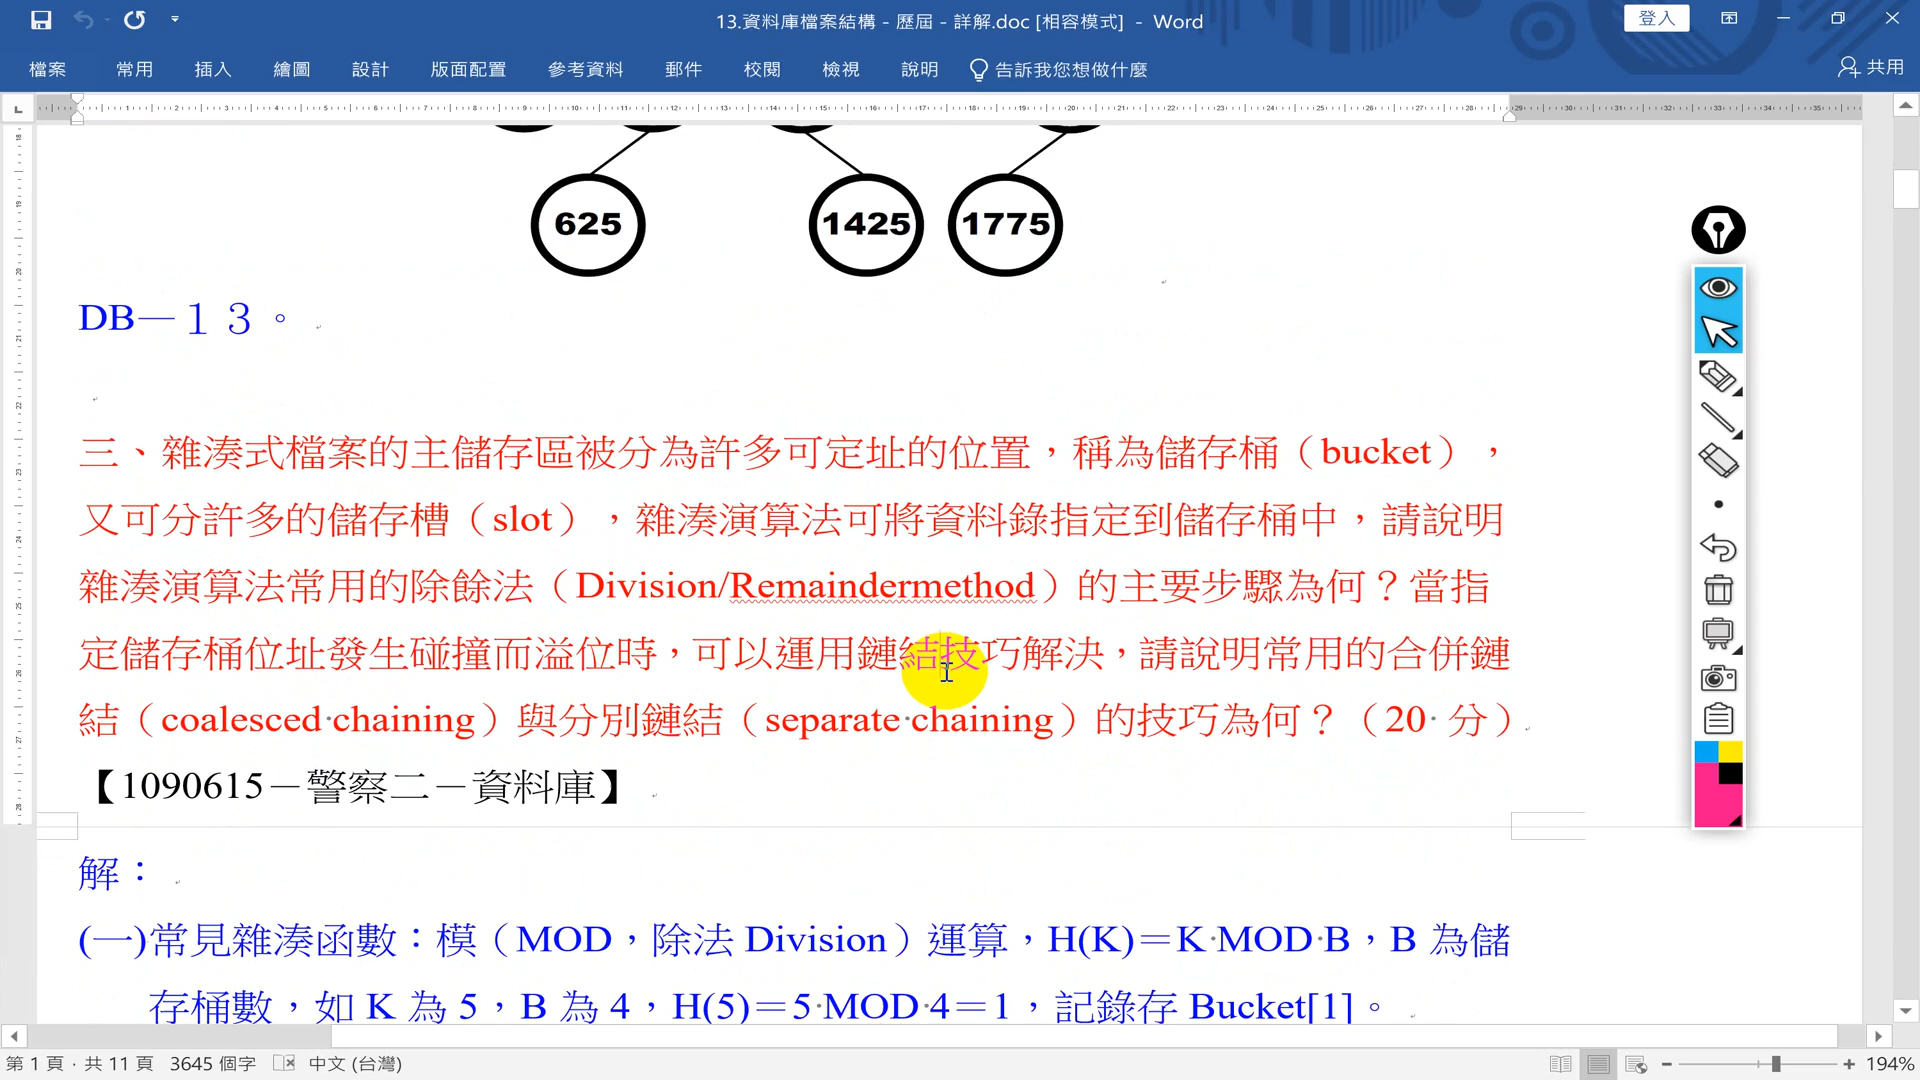 13.資料庫檔案結構 - 歷屆 - 詳解.doc [相容模式] - Word
登入
檔案 常用 插入 繪圖 設計 版面配置 參考資料 郵件 校閱 檢視 說明 告訴我您想做什麼 共用
625 1425 1775
DB—１３。
三、雜湊式檔案的主儲存區被分為許多可定址的位置，稱為儲存桶（bucket），
又可分許多的儲存槽（slot），雜湊演算法可將資料錄指定到儲存桶中，請說明
雜湊演算法常用的除餘法（Division/Remaindermethod）的主要步驟為何？當指
定儲存桶位址發生碰撞而溢位時，可以運用鏈結技巧解決，請說明常用的合併鏈
結（coalesced chaining）與分別鏈結（separate chaining）的技巧為何？（20 分）
【1090615－警察二－資料庫】
解：
(一)常見雜湊函數：模（MOD，除法 Division）運算，H(K)＝K MOD B，B 為儲
存桶數，如 K 為 5，B 為 4，H(5)＝5 MOD 4＝1，記錄存 Bucket[1]。
第 1 頁，共 11 頁 3645 個字 中文 (台灣) 194%